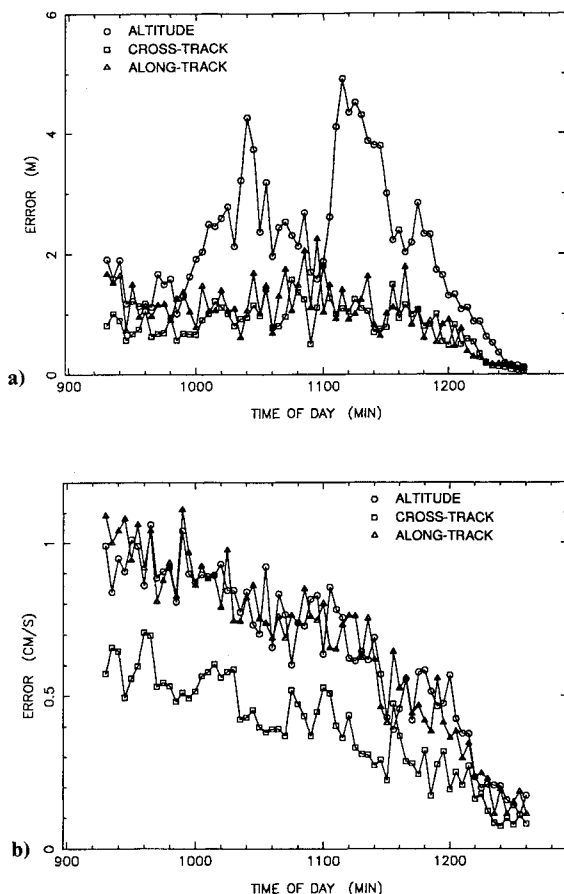 6
ALTITUDE
CROSS-TRACK
ALONG-TRACK
4
ERROR (M)
2
0
900 1000 1100 1200
a)
TIME OF DAY (MIN)
ALTITUDE
CROSS-TRACK
ALONG-TRACK
1
ERROR (CM/S)
0.5
0
900 1000 1100 1200
b)
TIME OF DAY (MIN)